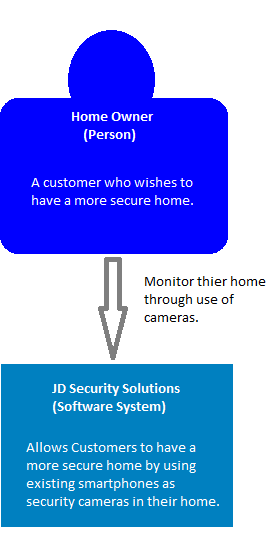 Home Owner
(Person)
A customer who wishes to
have a more secure home.
Monitor thier home
through use of
cameras.
JD Security Solutions
(Software System)
Allows Customers to have a
more secure home by using
existing smartphones as
security cameras in their home.